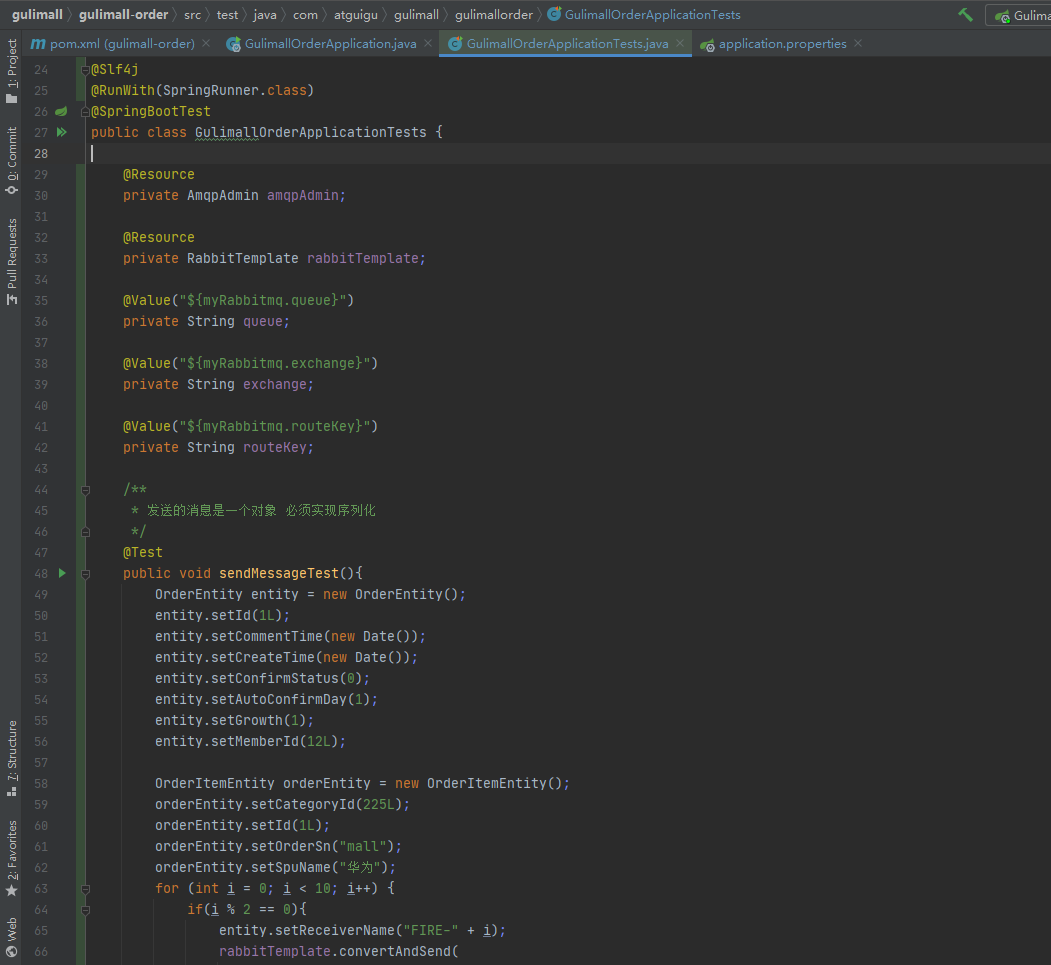 gulimall 〉 gulimall-order 〉 src 〉 test 〉 java 〉 com 〉 atguigu 〉 gulimall 〉 gulimallorder 〉 GulimallOrderApplicationTests
pom.xml (gulimall-order) × GulimallOrderApplication.java × GulimallOrderApplicationTests.java × application.properties ×
1: Project
0: Commit
Pull Requests
7: Structure
2: Favorites
Web
24 @Slf4j
25 @RunWith(SpringRunner.class)
26 @SpringBootTest
27 public class GulimallOrderApplicationTests {
28
29 @Resource
30 private AmqpAdmin amqpAdmin;
31
32 @Resource
33 private RabbitTemplate rabbitTemplate;
34
35 @Value("${myRabbitmq.queue}")
36 private String queue;
37
38 @Value("${myRabbitmq.exchange}")
39 private String exchange;
40
41 @Value("${myRabbitmq.routeKey}")
42 private String routeKey;
43
44 /**
45 * 发送的消息是一个对象 必须实现序列化
46 */
47 @Test
48 public void sendMessageTest(){
49 OrderEntity entity = new OrderEntity();
50 entity.setId(1L);
51 entity.setCommentTime(new Date());
52 entity.setCreateTime(new Date());
53 entity.setConfirmStatus(0);
54 entity.setAutoConfirmDay(1);
55 entity.setGrowth(1);
56 entity.setMemberId(12L);
57
58 OrderItemEntity orderEntity = new OrderItemEntity();
59 orderEntity.setCategoryId(225L);
60 orderEntity.setId(1L);
61 orderEntity.setOrderSn("mall");
62 orderEntity.setSpuName("华为");
63 for (int i = 0; i < 10; i++) {
64 if(i % 2 == 0){
65 entity.setReceiverName("FIRE-" + i);
66 rabbitTemplate.convertAndSend(